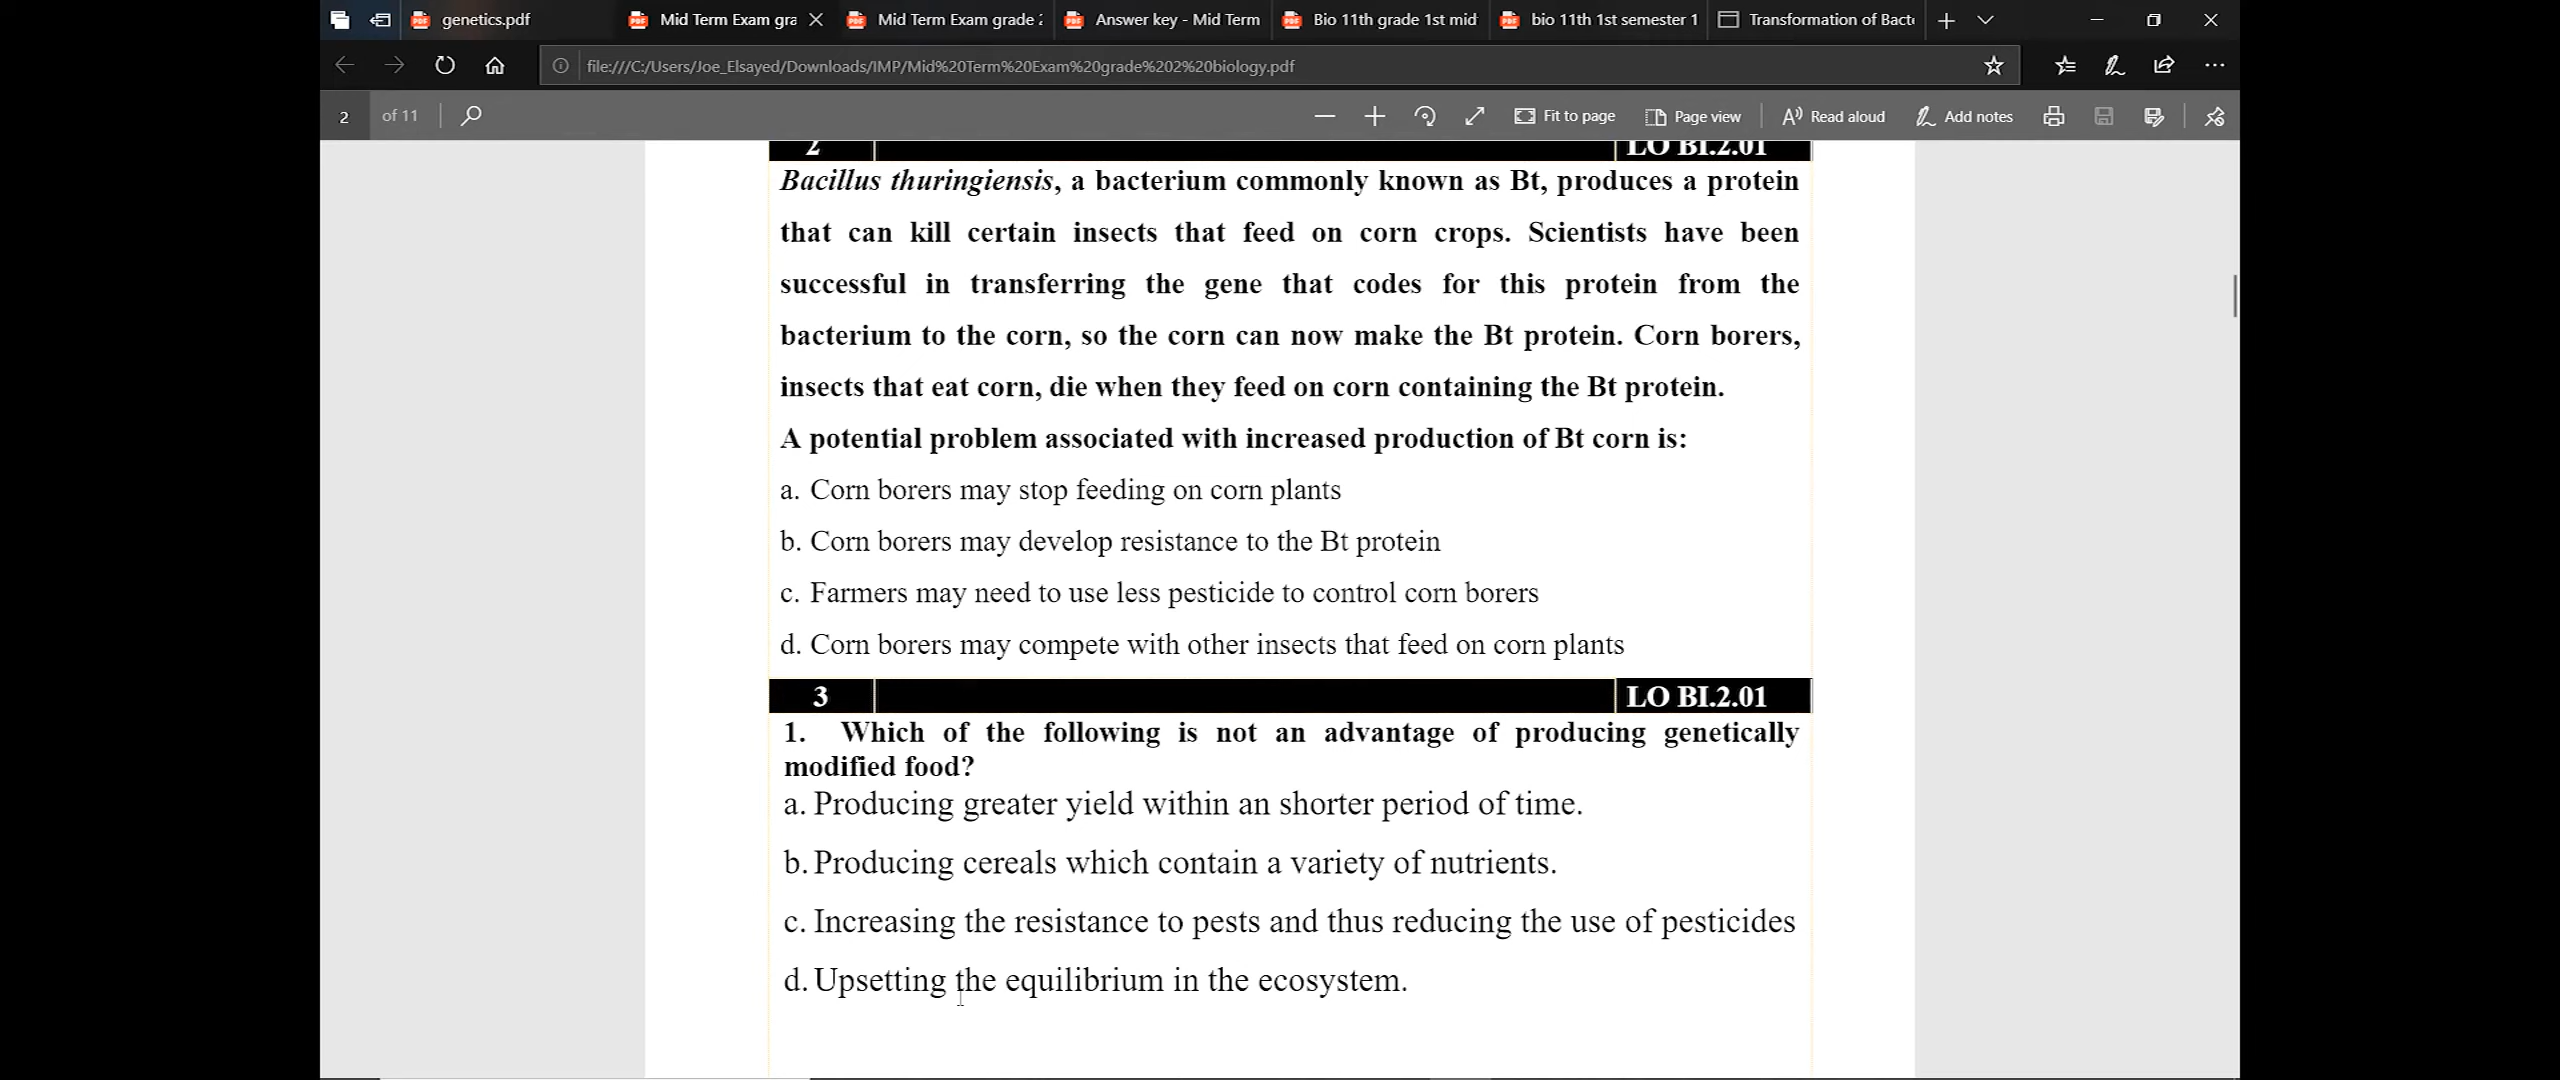 genetics.pdf
Mid Term Exam gra
Mid Term Exam grade 2
Answer key - Mid Term
Bio 11th grade 1st mid
bio 11th 1st semester 1
Transformation of Bact
file:///C:/Users/Joe_Elsayed/Downloads/IMP/Mid%20Term%20Exam%20grade%202%20biology.pdf
2 of 11
Fit to page
Page view
Read aloud
Add notes
2 LO BI.2.01
Bacillus thuringiensis, a bacterium commonly known as Bt, produces a protein
that can kill certain insects that feed on corn crops. Scientists have been
successful in transferring the gene that codes for this protein from the
bacterium to the corn, so the corn can now make the Bt protein. Corn borers,
insects that eat corn, die when they feed on corn containing the Bt protein.
A potential problem associated with increased production of Bt corn is:
a. Corn borers may stop feeding on corn plants
b. Corn borers may develop resistance to the Bt protein
c. Farmers may need to use less pesticide to control corn borers
d. Corn borers may compete with other insects that feed on corn plants
3 LO BI.2.01
1. Which of the following is not an advantage of producing genetically
modified food?
a. Producing greater yield within an shorter period of time.
b. Producing cereals which contain a variety of nutrients.
c. Increasing the resistance to pests and thus reducing the use of pesticides
d. Upsetting the equilibrium in the ecosystem.